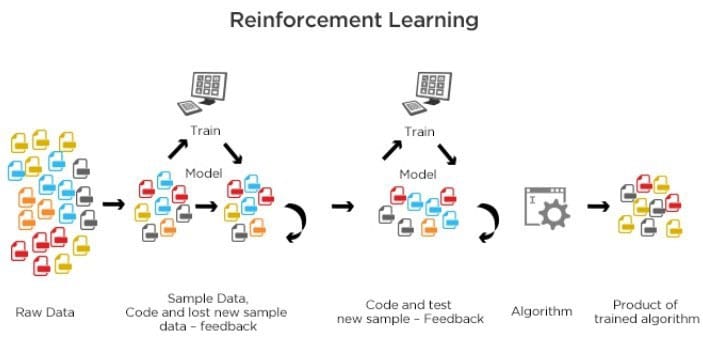 Reinforcement Learning
Train
Model
Train
Model
Raw Data
Sample Data,
Code and lost new sample
data – feedback
Code and test
new sample – Feedback
Algorithm
Product of
trained algorithm